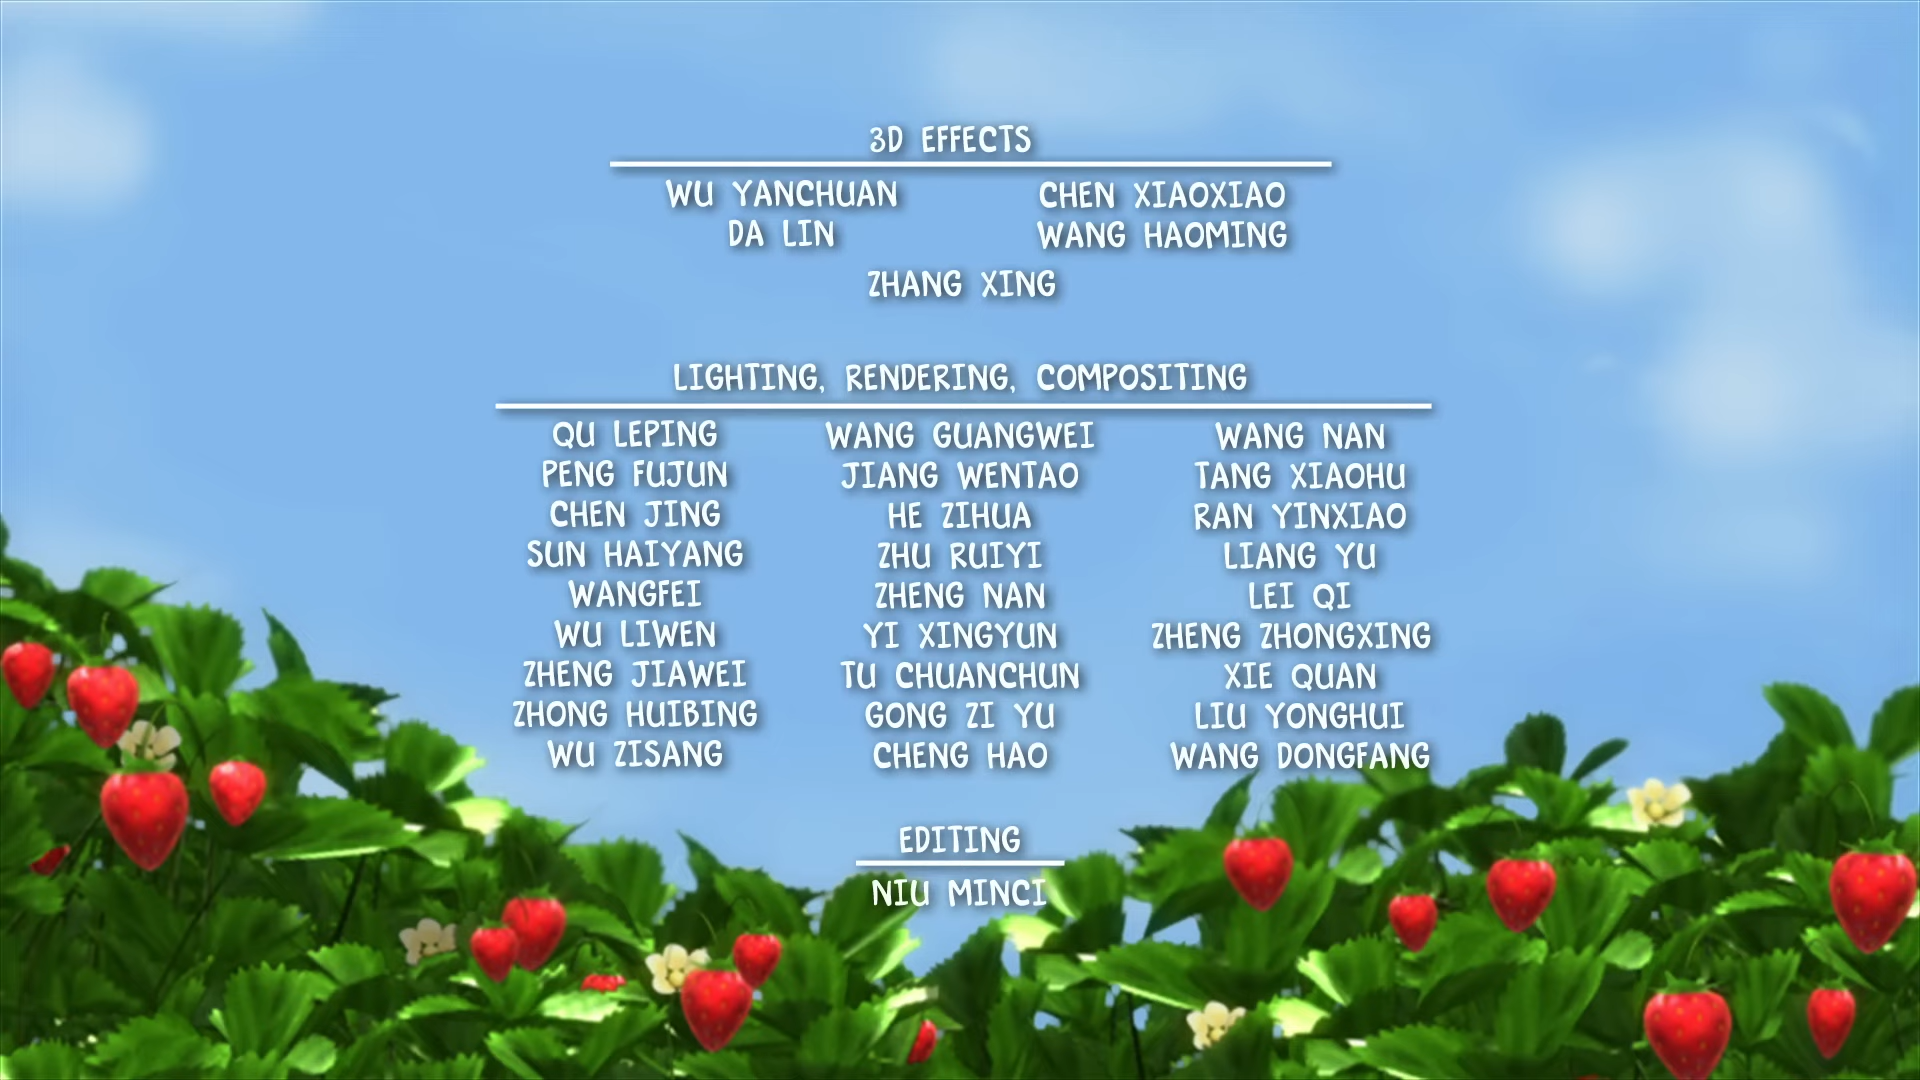 3D EFFECTS
WU YANCHUAN CHEN XIAOXIAO
DA LIN WANG HAOMING
ZHANG XING
LIGHTING, RENDERING, COMPOSITING
QU LEPING WANG GUANGWEI WANG NAN
PENG FUJUN JIANG WENTAO TANG XIAOHU
CHEN JING HE ZIHUA RAN YINXIAO
SUN HAIYANG ZHU RUIYI LIANG YU
WANGFEI ZHENG NAN LEI QI
WU LIWEN YI XINGYUN ZHENG ZHONGXING
ZHENG JIAWEI TU CHUANCHUN XIE QUAN
ZHONG HUIBING GONG ZI YU LIU YONGHUI
WU ZISANG CHENG HAO WANG DONGFANG
EDITING
NIU MINCI